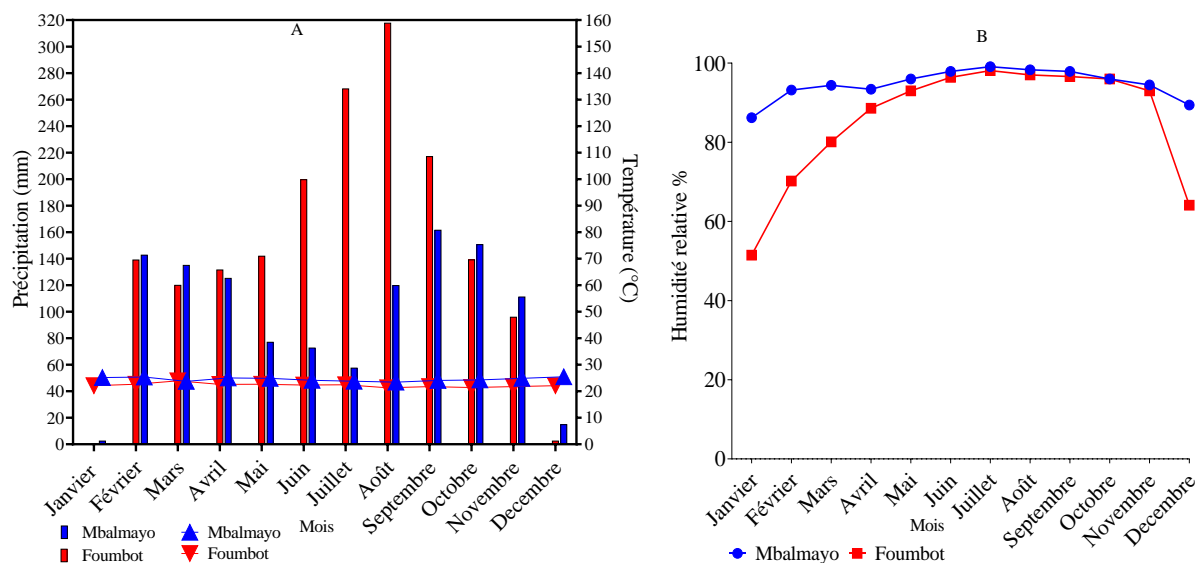 A
Précipitation (mm)
320
300
280
260
240
220
200
180
160
140
120
100
80
60
40
20
0
160
150
140
130
120
110
100
90
80
70
60
50
40
30
20
10
0
Température (°C)
Janvier
Février
Mars
Avril
Mai
Juin
Juillet
Août
Septembre
Octobre
Novembre
Decembre
Mois
Mbalmayo
Foumbot
Mbalmayo
Foumbot
B
Humidité relative %
100
80
60
40
20
0
Janvier
Février
Mars
Avril
Mai
Juin
Juillet
Août
Septembre
Octobre
Novembre
Decembre
Mois
Mbalmayo
Foumbot